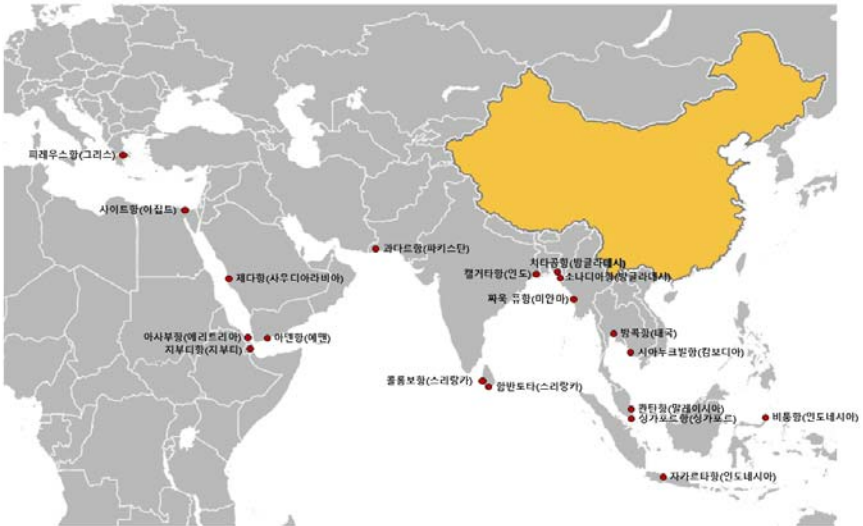 피레우스항(그리스)
사이트항(이집트)
과다르항(파키스탄)
치타공항(방글라데시)
캘거타항(인도)
소나디아항(방글라데시)
제다항(사우디아라비아)
짜욱 퓨항(미얀마)
아사부항(에리트리아)
아덴항(예멘)
방콕항(태국)
지부디항(지부티)
시아누크빌항(캄보디아)
콜롬보항(스리랑카)
함반토타(스리랑카)
콴탄항(말레이시아)
싱가포르항(싱가포르)
비퉁항(인도네시아)
자카르타항(인도네시아)